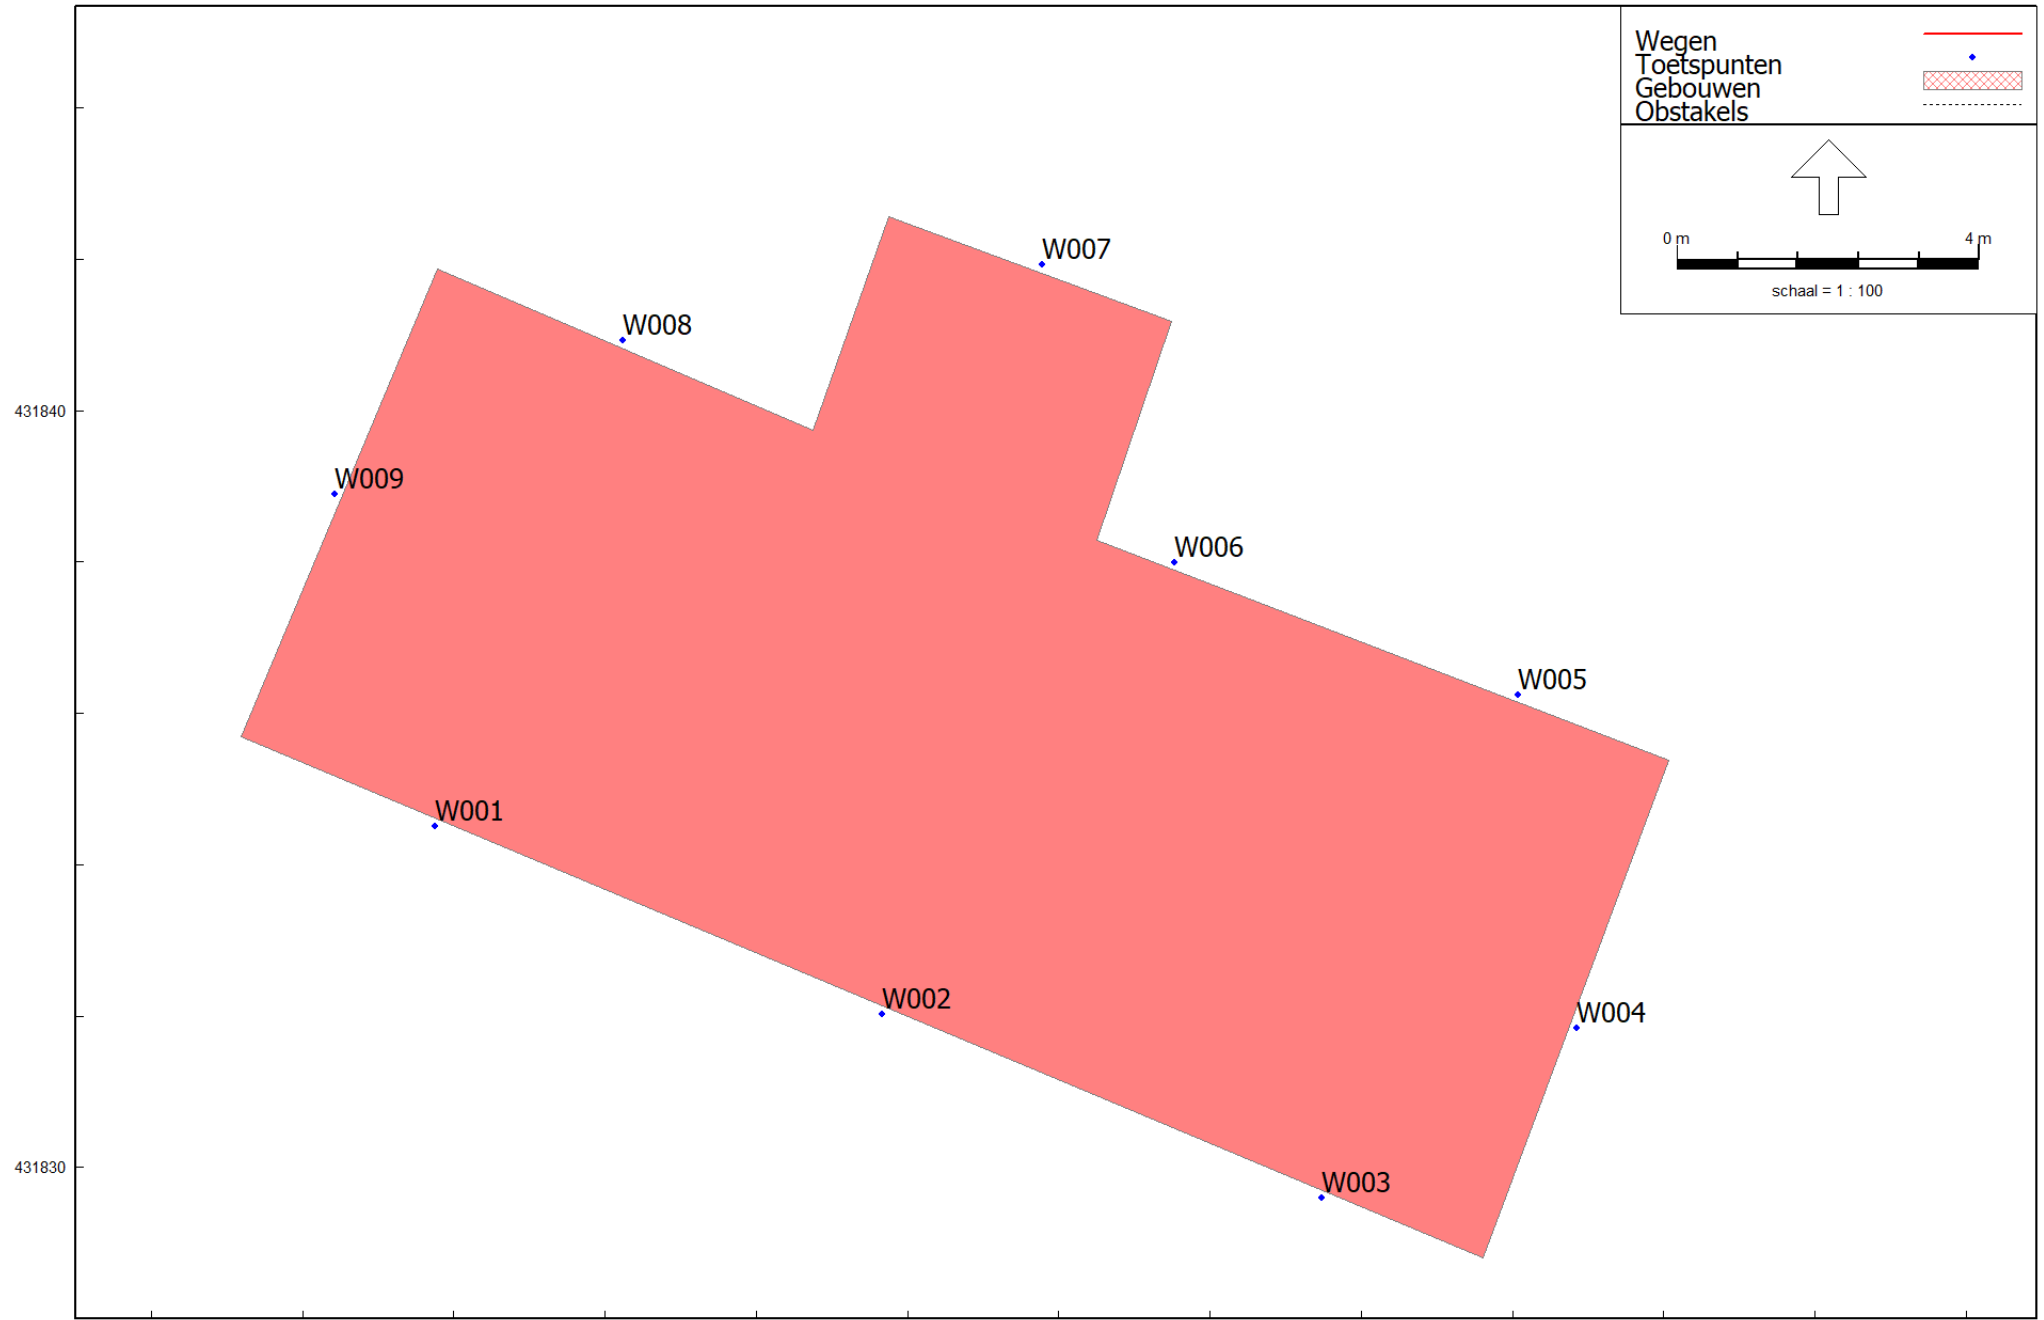 Wegen
Toetspunten
Gebouwen
Obstakels
0 m 4 m
schaal = 1 : 100
W007
W008
431840
W009
W006
W005
W001
W002
W004
431830
W003